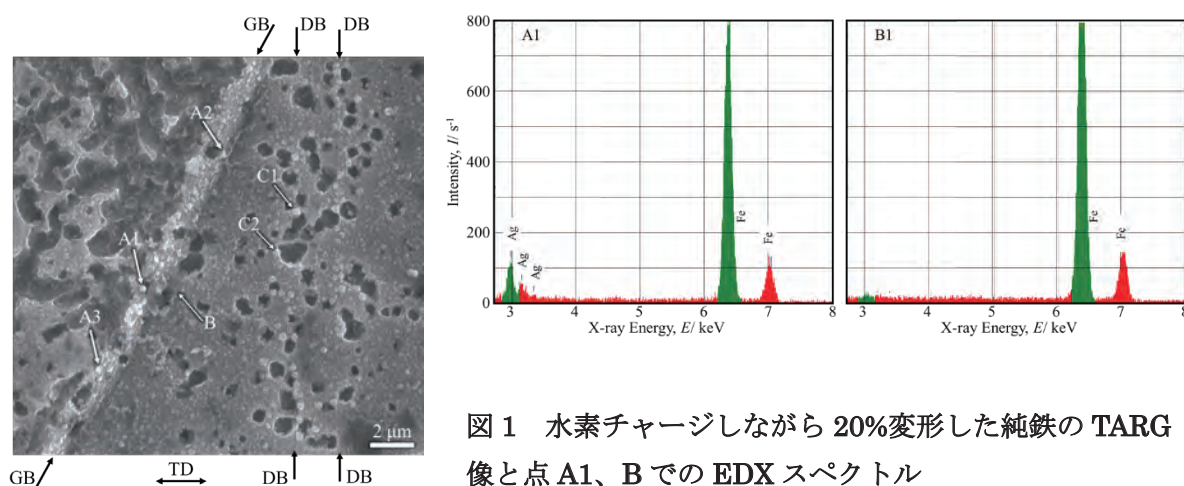 GB DB DB
A2
C1
C2
A1
B
A3
2 μm
GB TD DB DB
A1
800
600
400
200
0
Intensity, I/ s⁻¹
Ag
Ag
Ag
Fe
Fe
3 4 5 6 7 8
X-ray Energy, E/ keV
B1
Fe
Fe
3 4 5 6 7 8
X-ray Energy, E/ keV
図 1 水素チャージしながら 20%変形した純鉄の TARG
像と点 A1、B での EDX スペクトル